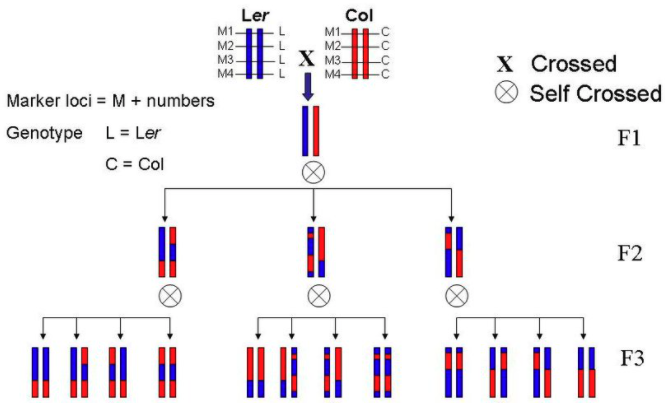 Ler Col
M1 L M1 C
M2 L M2 C
M3 L X M3 C
M4 L M4 C
X Crossed
Self Crossed
Marker loci = M + numbers
Genotype L = Ler
C = Col
F1
F2
F3